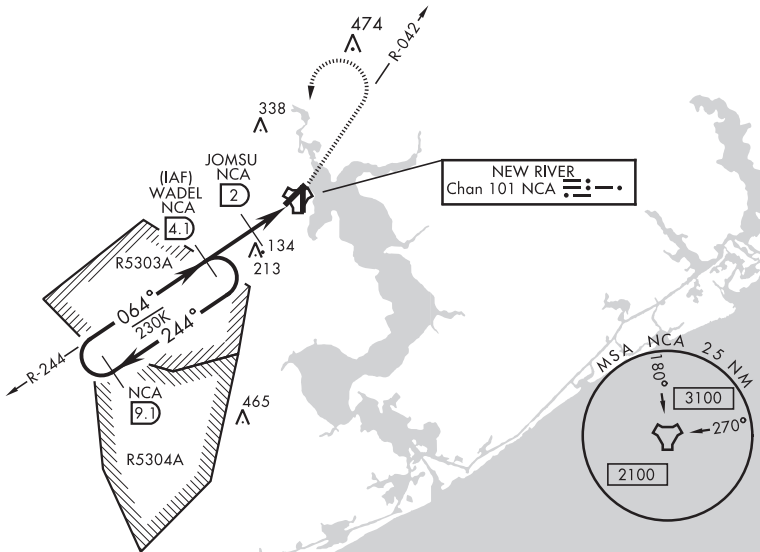 474
R-042
338
JOMSU
NCA
2
(IAF)
WADEL
NCA
4.1
NEW RIVER
Chan 101 NCA
134
213
R5303A
064°
230K
244°
R-244
NCA
9.1
465
R5304A
MSA NCA 25 NM
180°
3100
270°
2100